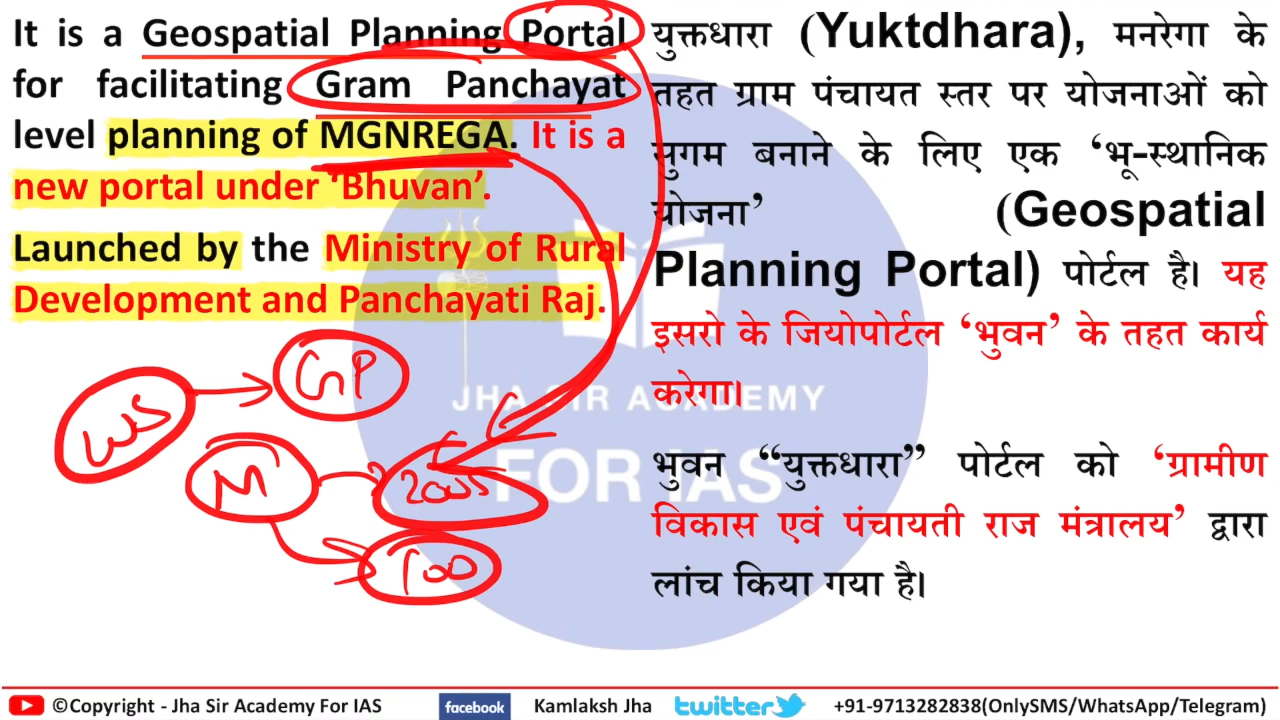 It is a Geospatial Planning Portal
for facilitating Gram Panchayat
level planning of MGNREGA. It is a
new portal under ‘Bhuvan’.
Launched by the Ministry of Rural
Development and Panchayati Raj.
GP
WS
M
2005
100
युक्तधारा (Yuktdhara), मनरेगा के
तहत ग्राम पंचायत स्तर पर योजनाओं को
सुगम बनाने के लिए एक ‘भू-स्थानिक
योजना’ (Geospatial
Planning Portal) पोर्टल है। यह
इसरो के जियोपोर्टल ‘भुवन’ के तहत कार्य
करेगा।
भुवन “युक्तधारा” पोर्टल को ‘ग्रामीण
विकास एवं पंचायती राज मंत्रालय’ द्वारा
लांच किया गया है।
JHA SIR ACADEMY
FOR IAS
©Copyright - Jha Sir Academy For IAS facebook Kamlaksh Jha twitter +91-9713282838(OnlySMS/WhatsApp/Telegram)